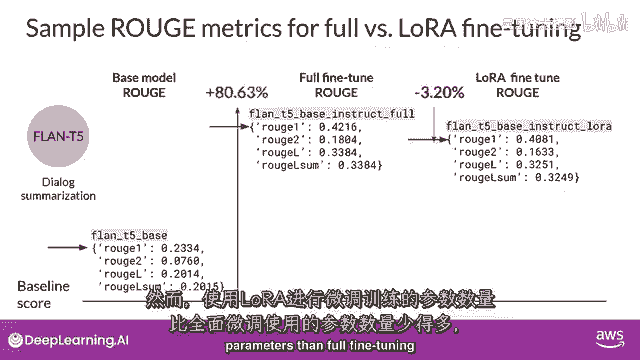 Sample ROUGE metrics for full vs. LoRA fine-tuning
Base model
ROUGE
+80.63%
Full fine-tune
ROUGE
-3.20%
LoRA fine tune
ROUGE
FLAN-T5
Dialog
summarization
flan_t5_base_instruct_full
{'rouge1': 0.4216,
'rouge2': 0.1804,
'rougeL': 0.3384,
'rougeLsum': 0.3384}
flan_t5_base_instruct_lora
{'rouge1': 0.4081,
'rouge2': 0.1633,
'rougeL': 0.3251,
'rougeLsum': 0.3249}
flan_t5_base
{'rouge1': 0.2334,
'rouge2': 0.0760,
'rougeL': 0.2014,
'rougeLsum': 0.2015}
Baseline
score
然而，使用LoRA进行微调训练的参数数量
比全面微调使用的参数数量少得多，
parameters than full fine-tuning
DeepLearning.AI
aws